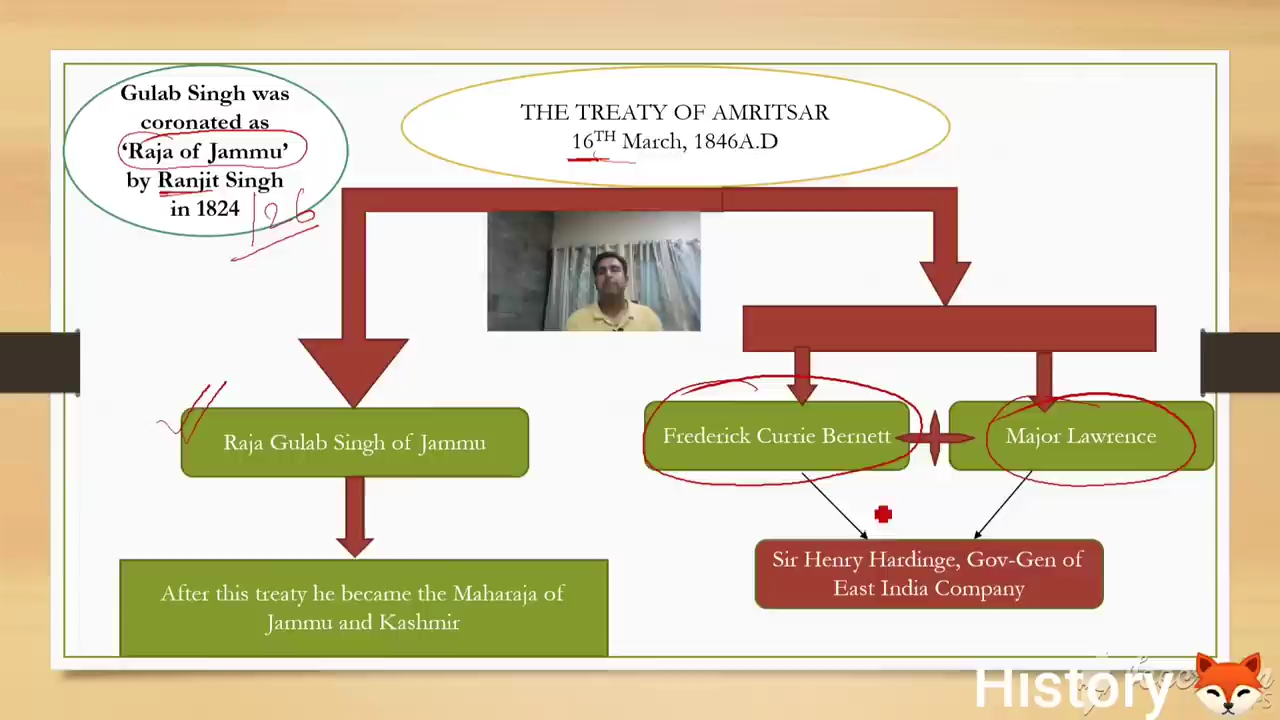 Gulab Singh was
coronated as
‘Raja of Jammu’
by Ranjit Singh
in 1824
126
THE TREATY OF AMRITSAR
16TH March, 1846A.D
Raja Gulab Singh of Jammu
After this treaty he became the Maharaja of
Jammu and Kashmir
Frederick Currie Bernett
Major Lawrence
Sir Henry Hardinge, Gov-Gen of
East India Company
History